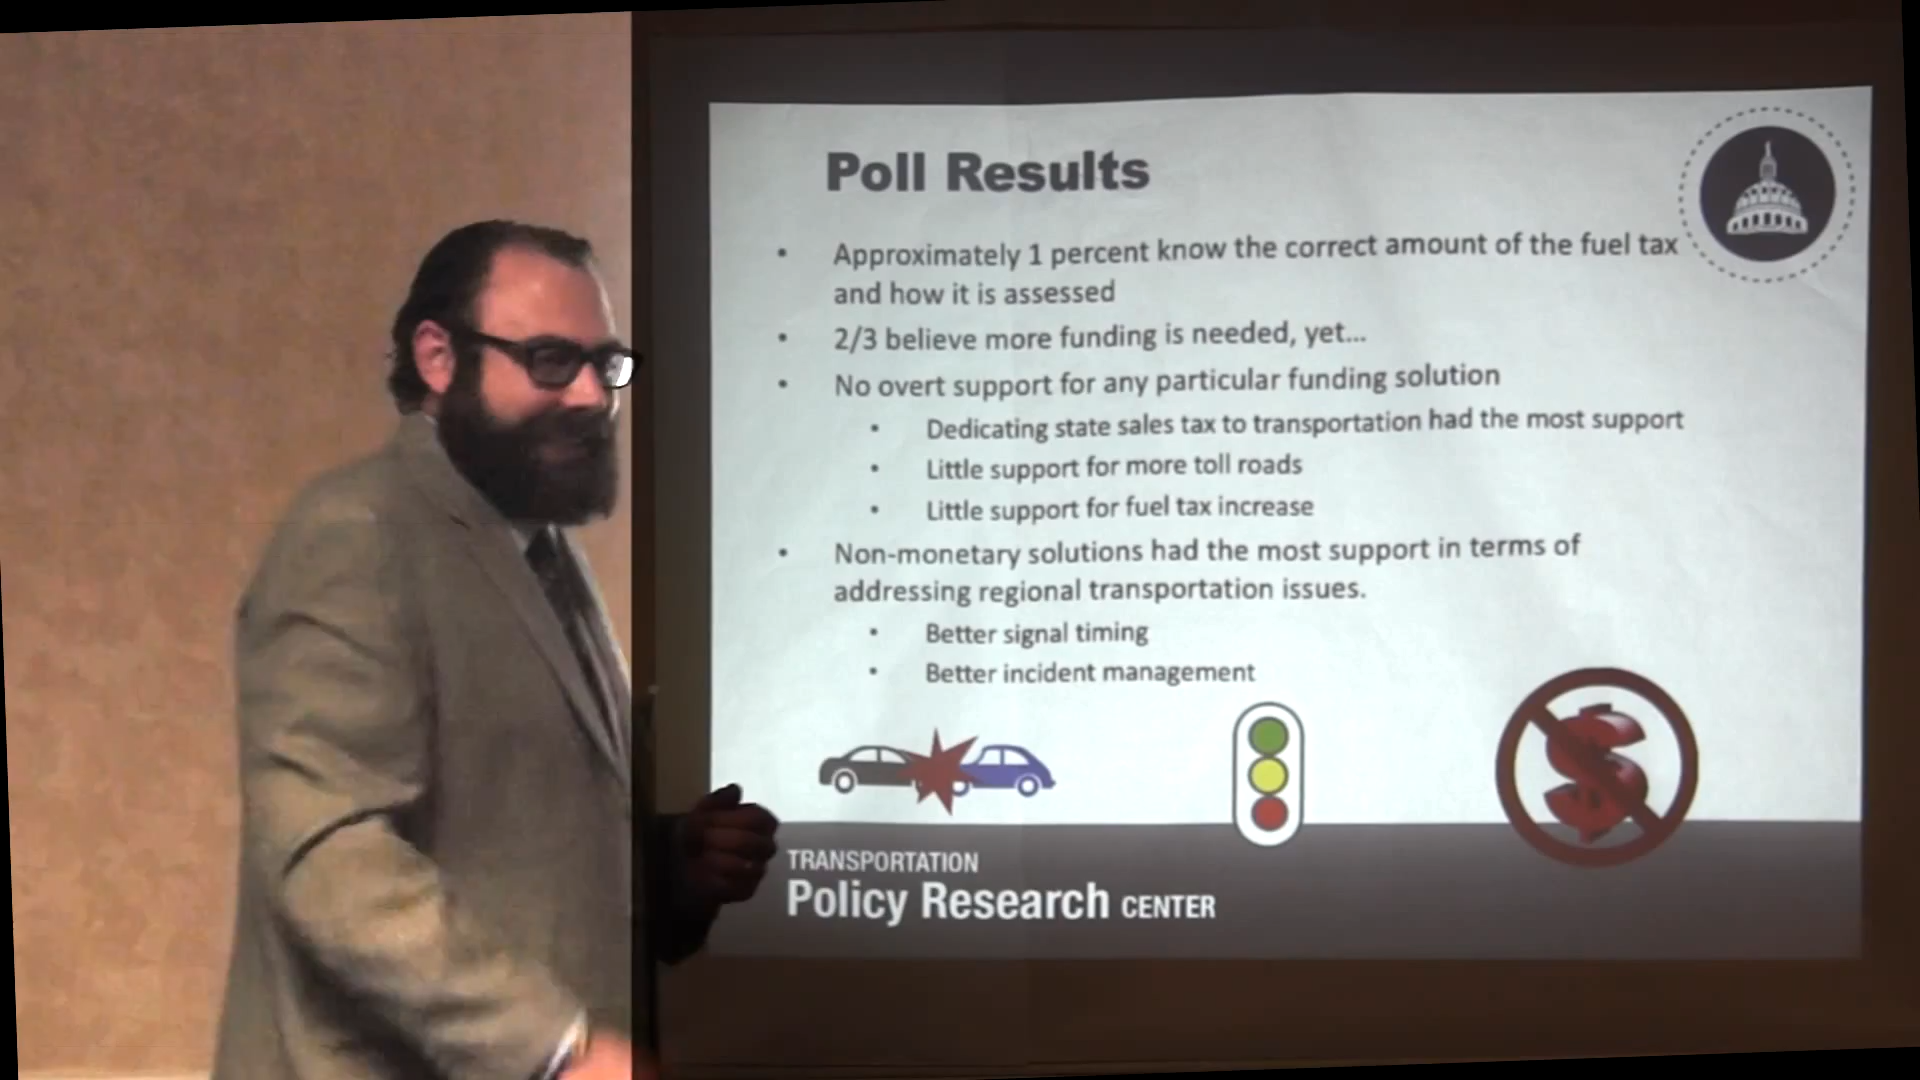 Poll Results
• Approximately 1 percent know the correct amount of the fuel tax
and how it is assessed
• 2/3 believe more funding is needed, yet...
• No overt support for any particular funding solution
• Dedicating state sales tax to transportation had the most support
• Little support for more toll roads
• Little support for fuel tax increase
• Non-monetary solutions had the most support in terms of
addressing regional transportation issues.
• Better signal timing
• Better incident management
$
TRANSPORTATION
Policy Research CENTER